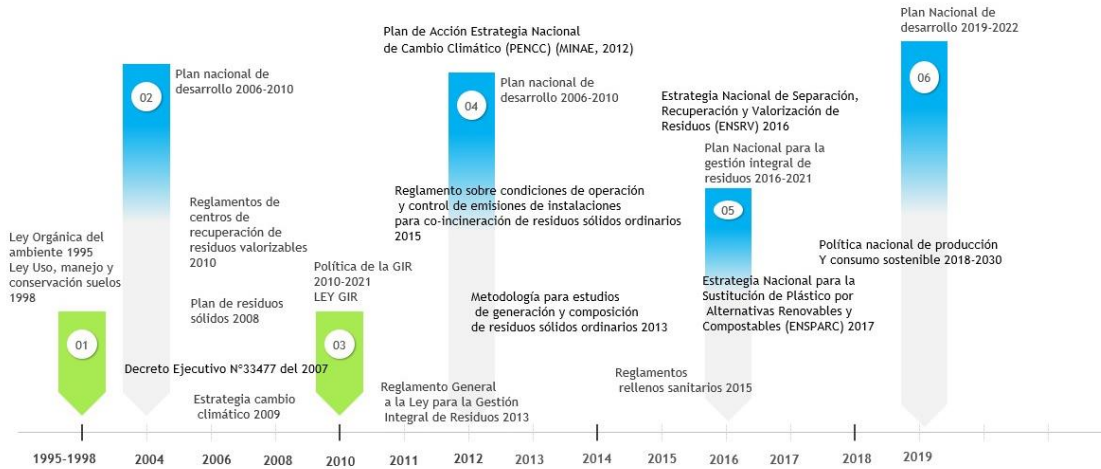 Plan Nacional de
desarrollo 2019-2022
06
Plan de Acción Estrategia Nacional
de Cambio Climático (PENCC) (MINAE, 2012)
Plan nacional de
desarrollo 2006-2010
02
Plan nacional de
desarrollo 2006-2010
04
Estrategia Nacional de Separación,
Recuperación y Valorización de
Residuos (ENSRV) 2016
Plan Nacional para la
gestión integral de
residuos 2016-2021
05
Reglamento sobre condiciones de operación
y control de emisiones de instalaciones
para co-incineración de residuos sólidos ordinarios
2015
Reglamentos de
centros de
recuperación de
residuos valorizables
2010
Ley Orgánica del
ambiente 1995
Ley Uso, manejo y
conservación suelos
1998
01
Política de la GIR
2010-2021
LEY GIR
03
Política nacional de producción
Y consumo sostenible 2018-2030
Estrategia Nacional para la
Sustitución de Plástico por
Alternativas Renovables y
Compostables (ENSPARC) 2017
Plan de residuos
sólidos 2008
Metodología para estudios
de generación y composición
de residuos sólidos ordinarios 2013
Decreto Ejecutivo N°33477 del 2007
Estrategia cambio
climático 2009
Reglamento General
a la Ley para la Gestión
Integral de Residuos 2013
Reglamentos
rellenos sanitarios 2015
1995-1998 2004 2006 2008 2010 2011 2012 2013 2014 2015 2016 2017 2018 2019